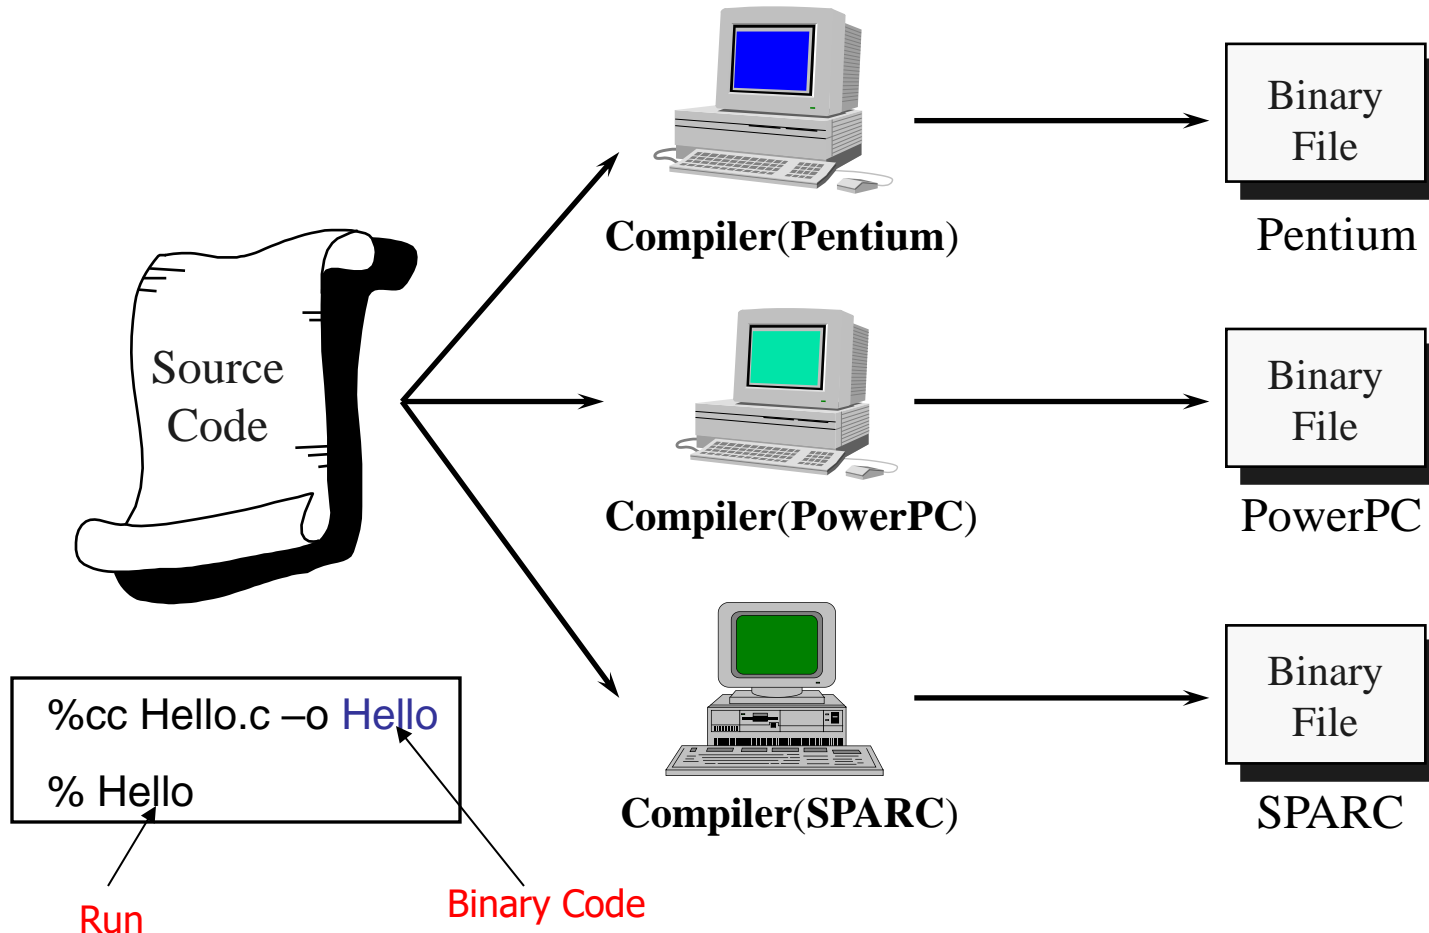 Source
Code
Compiler(Pentium)
Binary
File
Pentium
Compiler(PowerPC)
Binary
File
PowerPC
Compiler(SPARC)
Binary
File
SPARC
%cc Hello.c –o Hello
% Hello
Run
Binary Code